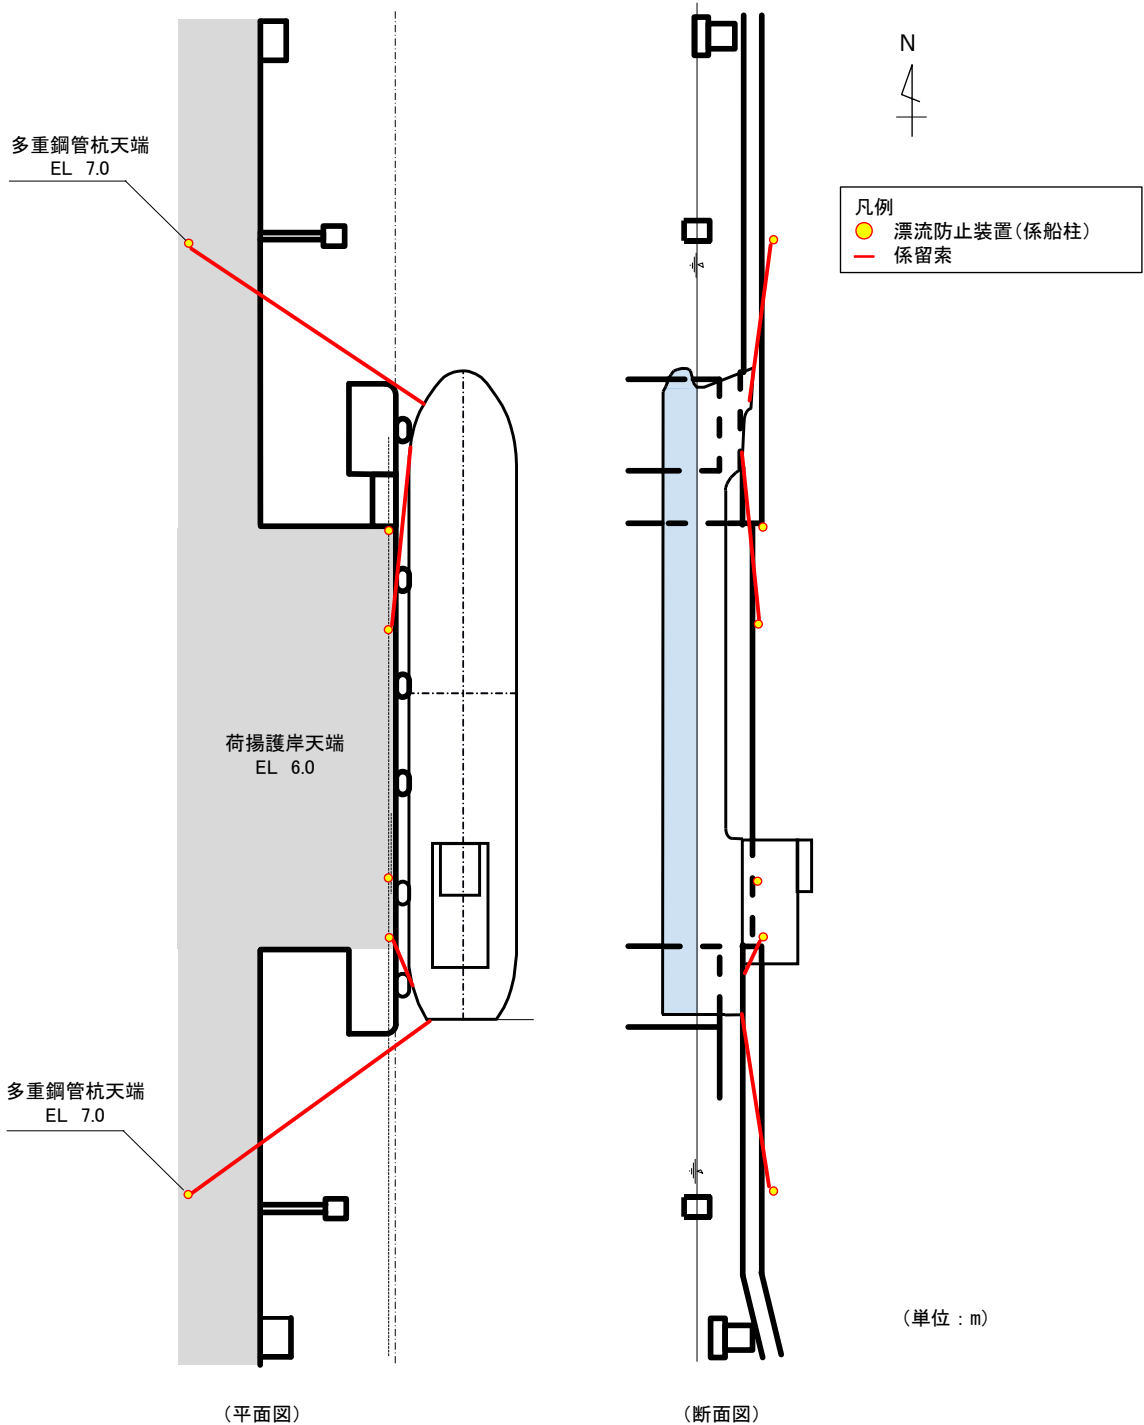 N
多重鋼管杭天端
EL 7.0
凡例
漂流防止装置(係船柱)
係留索
荷揚護岸天端
EL 6.0
多重鋼管杭天端
EL 7.0
(単位:m)
(平面図)
(断面図)